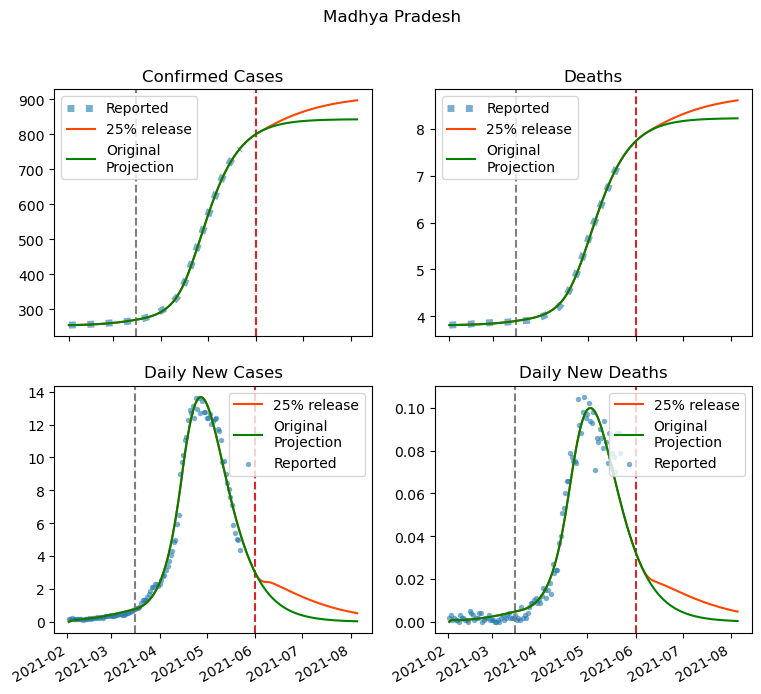 Madhya Pradesh
Confirmed Cases
Reported
25% release
Original
Projection
900
800
700
600
500
400
300
Deaths
Reported
25% release
Original
Projection
8
7
6
5
4
Daily New Cases
25% release
Original
Projection
Reported
14
12
10
8
6
4
2
0
2021-02
2021-03
2021-04
2021-05
2021-06
2021-07
2021-08
Daily New Deaths
25% release
Original
Projection
Reported
0.10
0.08
0.06
0.04
0.02
0.00
2021-02
2021-03
2021-04
2021-05
2021-06
2021-07
2021-08